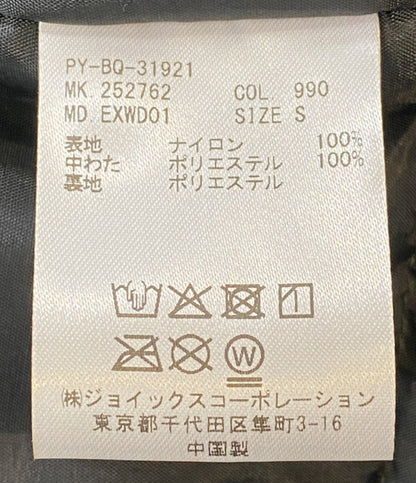 PY-BQ-31921
MK. 252762 COL 990
MD. EXWD01 SIZE S
表地 ナイロン 100%
中わた ポリエステル 100%
裏地 ポリエステル
W
㈱ジョイックスコーポレーション
東京都千代田区隼町3-16
中国製